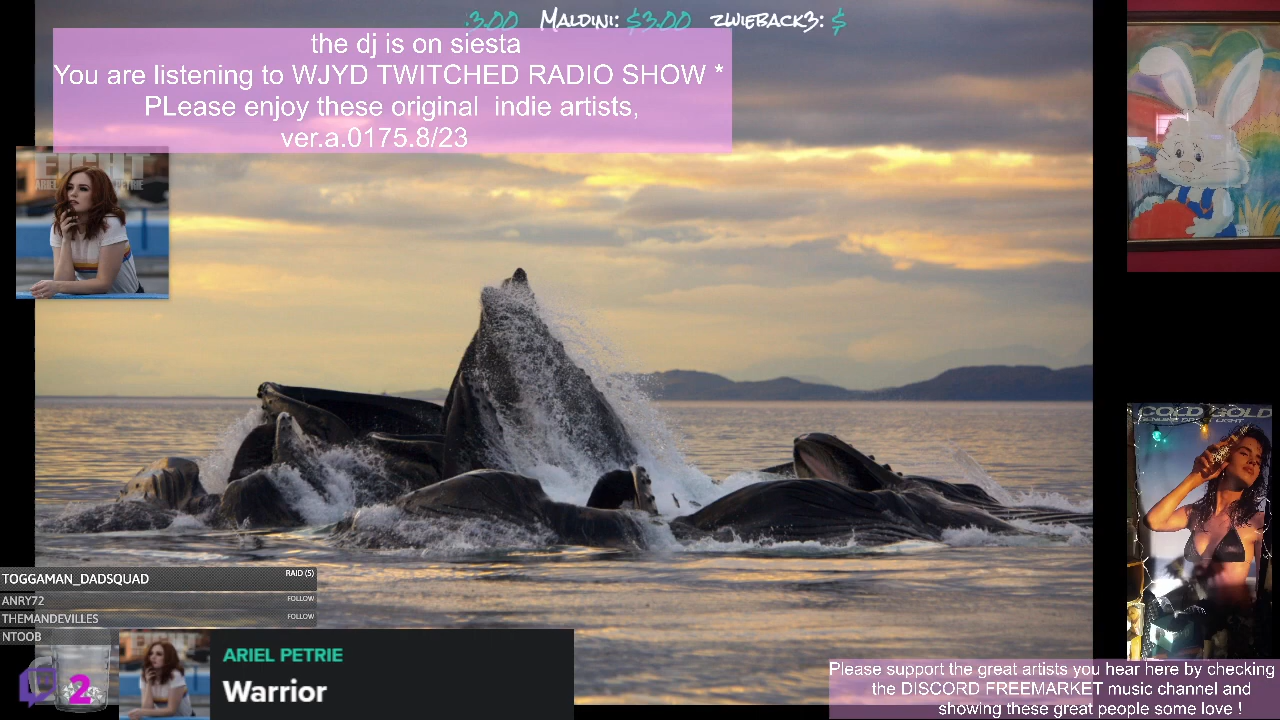 :3.00 Maldini: $3.00 zwieback3: $
the dj is on siesta
You are listening to WJYD TWITCHED RADIO SHOW *
PLease enjoy these original indie artists,
ver.a.0175.8/23
EIGHT
ARIEL PETRIE
COLD GOLD
TOGGAMAN_DADSQUAD RAID (5)
ANRY72 FOLLOW
THEMANDEVILLES FOLLOW
NTOOB
2
ARIEL PETRIE
Warrior
Please support the great artists you hear here by checking
the DISCORD FREEMARKET music channel and
showing these great people some love !